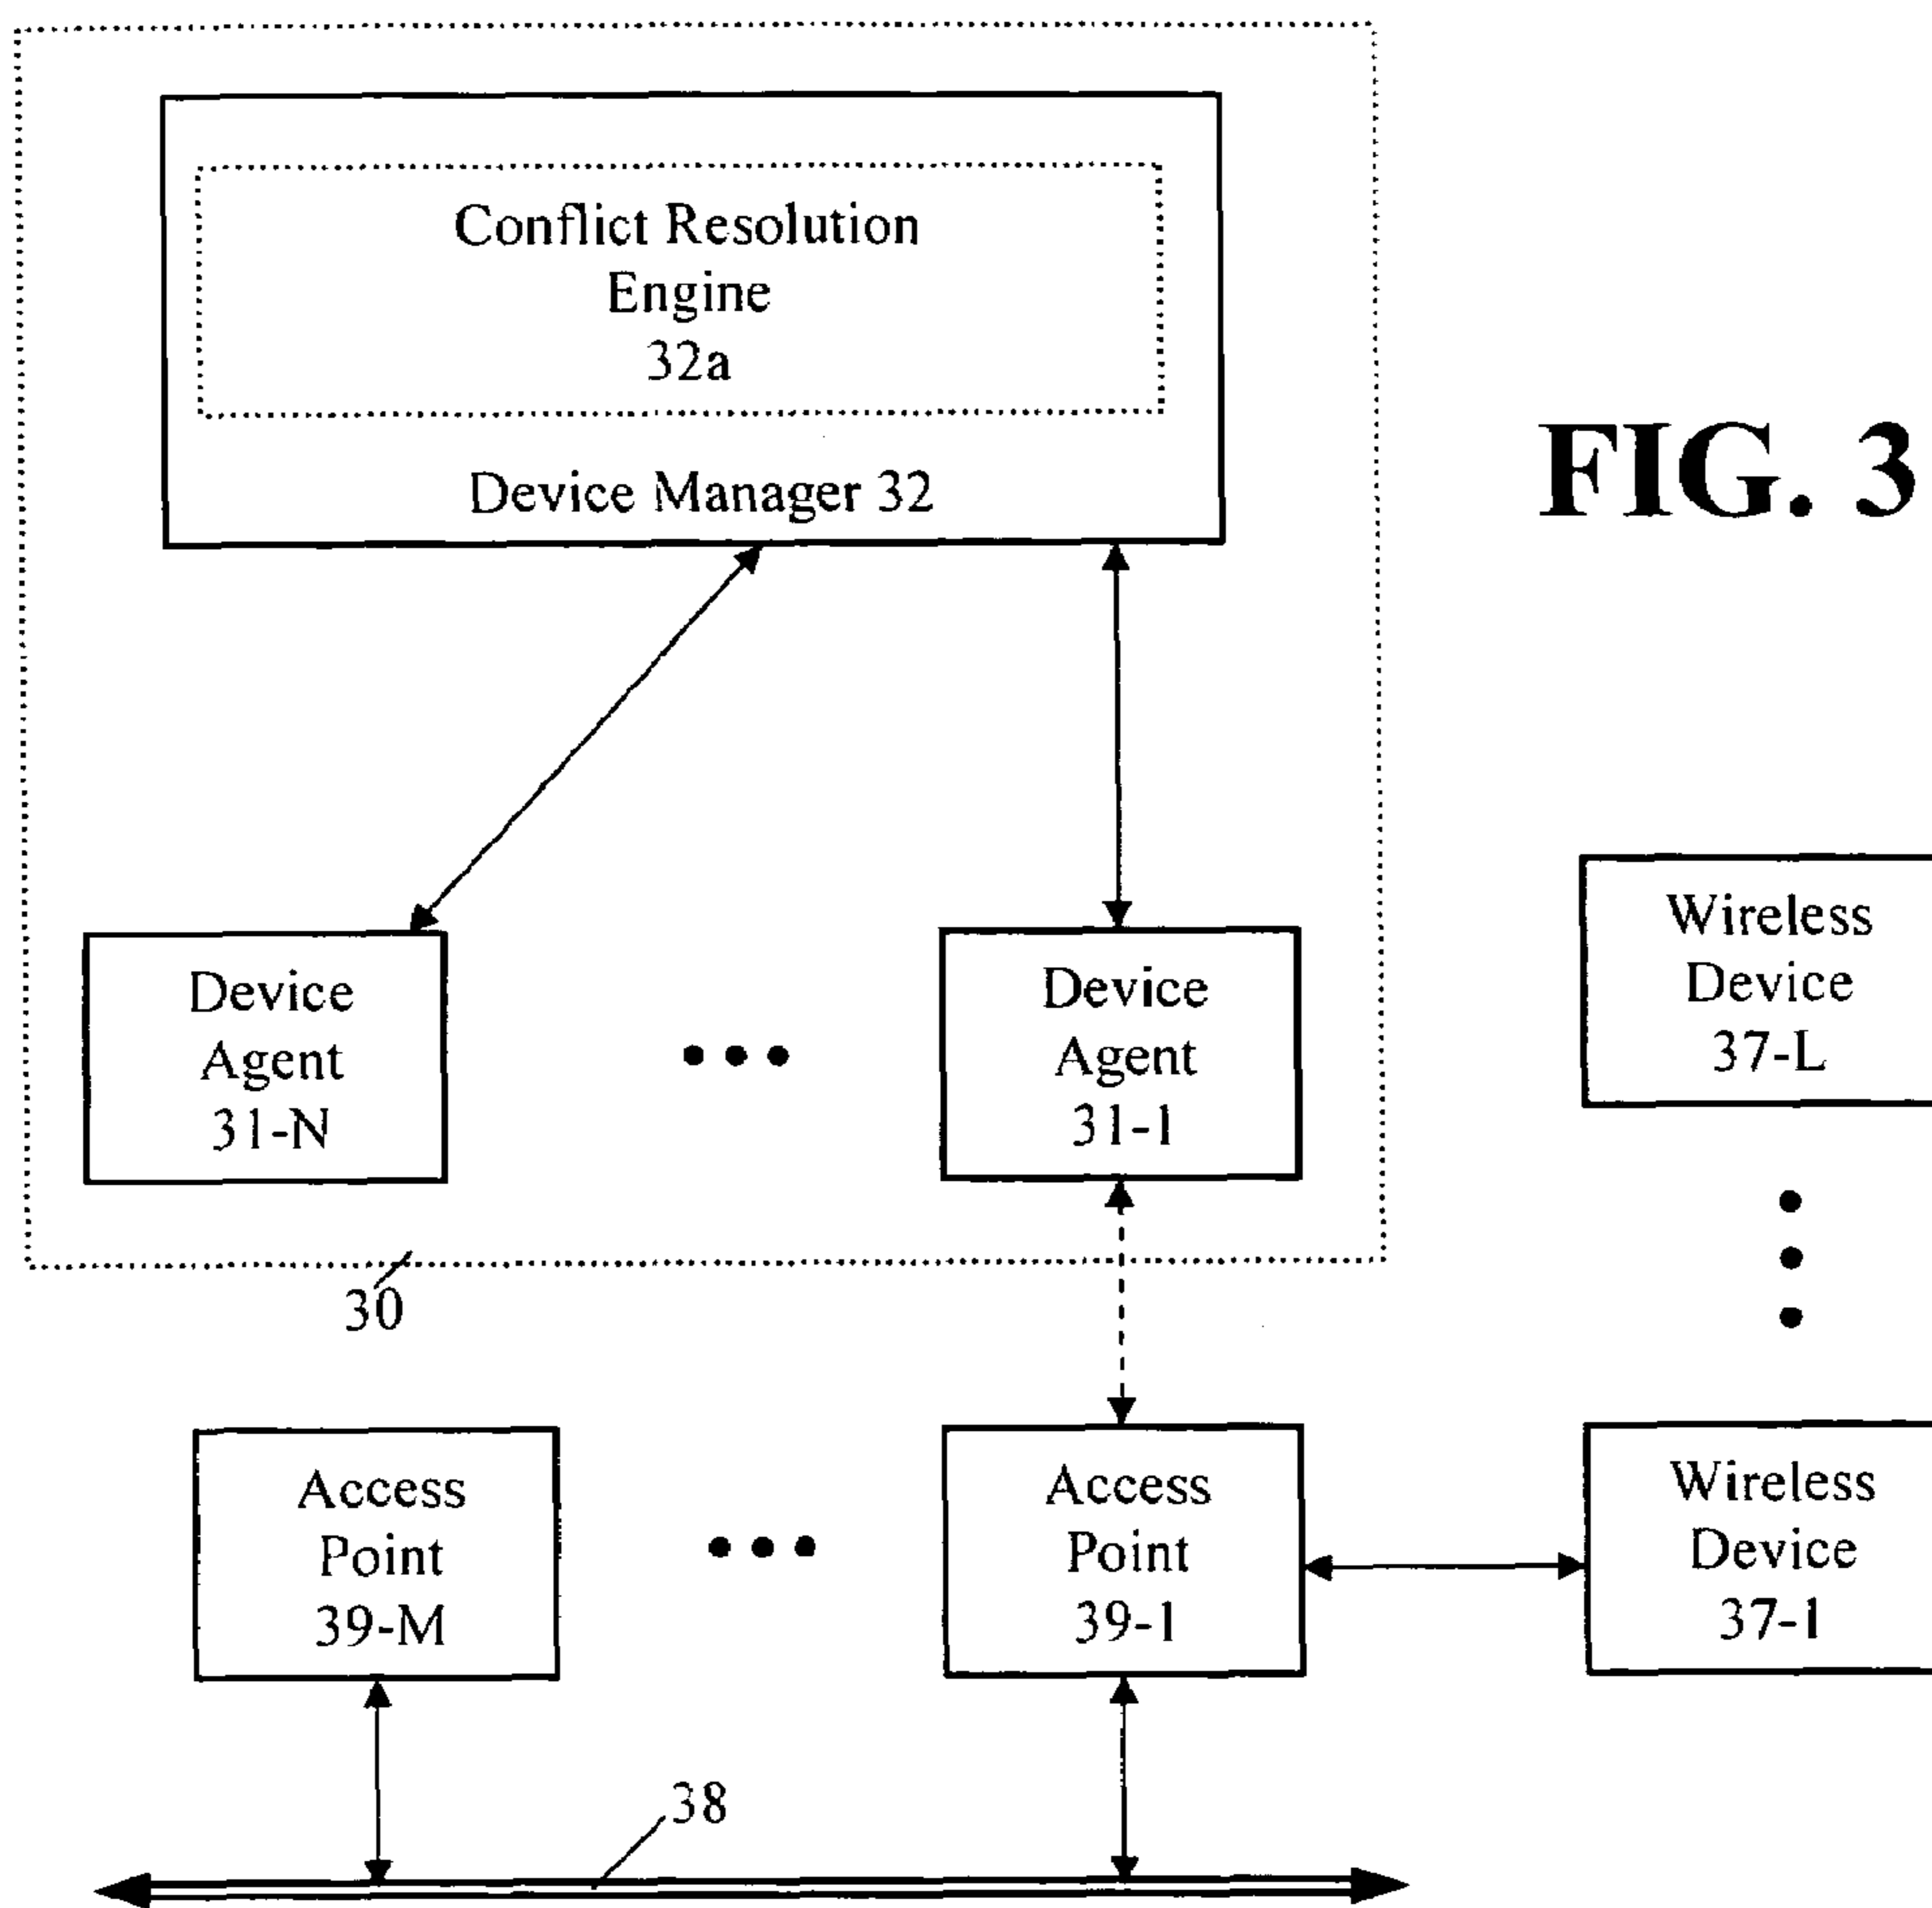 Conflict Resolution
Engine
32a
Device Manager 32
FIG. 3
Device
Agent
31-N
Device
Agent
31-1
Wireless
Device
37-L
30
Access
Point
39-M
Access
Point
39-1
Wireless
Device
37-1
38